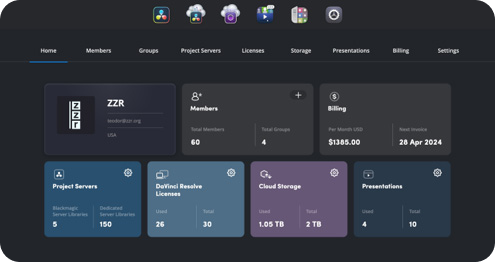 Home Members Groups Project Servers Licenses Storage Presentations Billing Settings
ZZR
USA
Members
Total Members Total Groups
60 4
Billing
Per Month USD Next Invoice
$1385.00 28 Apr 2024
Project Servers
Blackmagic Dedicated
Server Libraries Server Libraries
5 150
DaVinci Resolve
Licenses
Used Total
26 30
Cloud Storage
Used Total
1.05 TB 2 TB
Presentations
Used Total
4 10